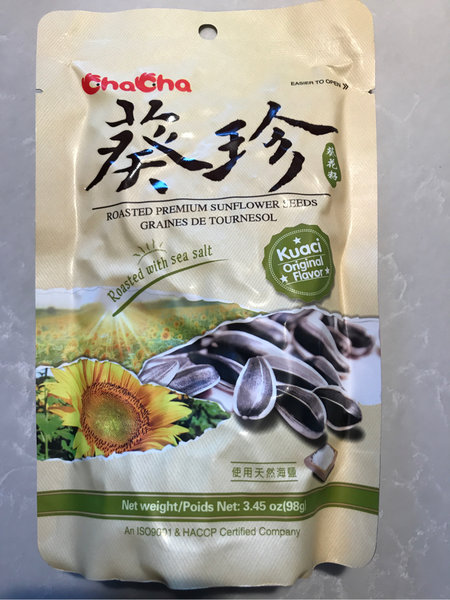 ChaCha
EASIER TO OPEN »
葵珍
葵花籽
ROASTED PREMIUM SUNFLOWER SEEDS
GRAINES DE TOURNESOL
Roasted with sea salt
Kuaci
Original
Flavor
使用天然海鹽
Net weight/Poids Net: 3.45 oz(98g)
An ISO9001 & HACCP Certified Company